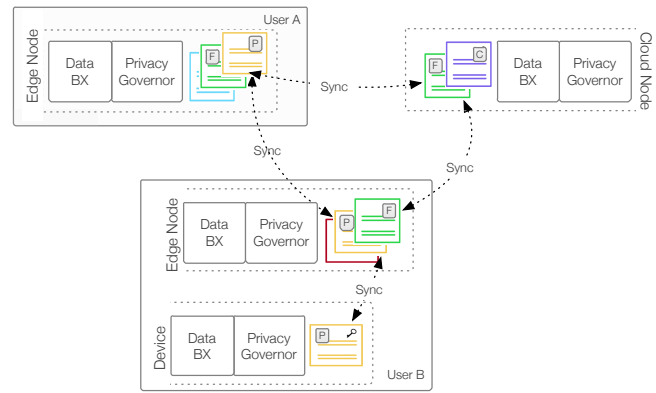 User A
Edge Node
Data
BX
Privacy
Governor
F
P
Sync
F
C
Data
BX
Privacy
Governor
Cloud Node
Sync
Sync
Edge Node
Data
BX
Privacy
Governor
P
F
Sync
Device
Data
BX
Privacy
Governor
P
User B